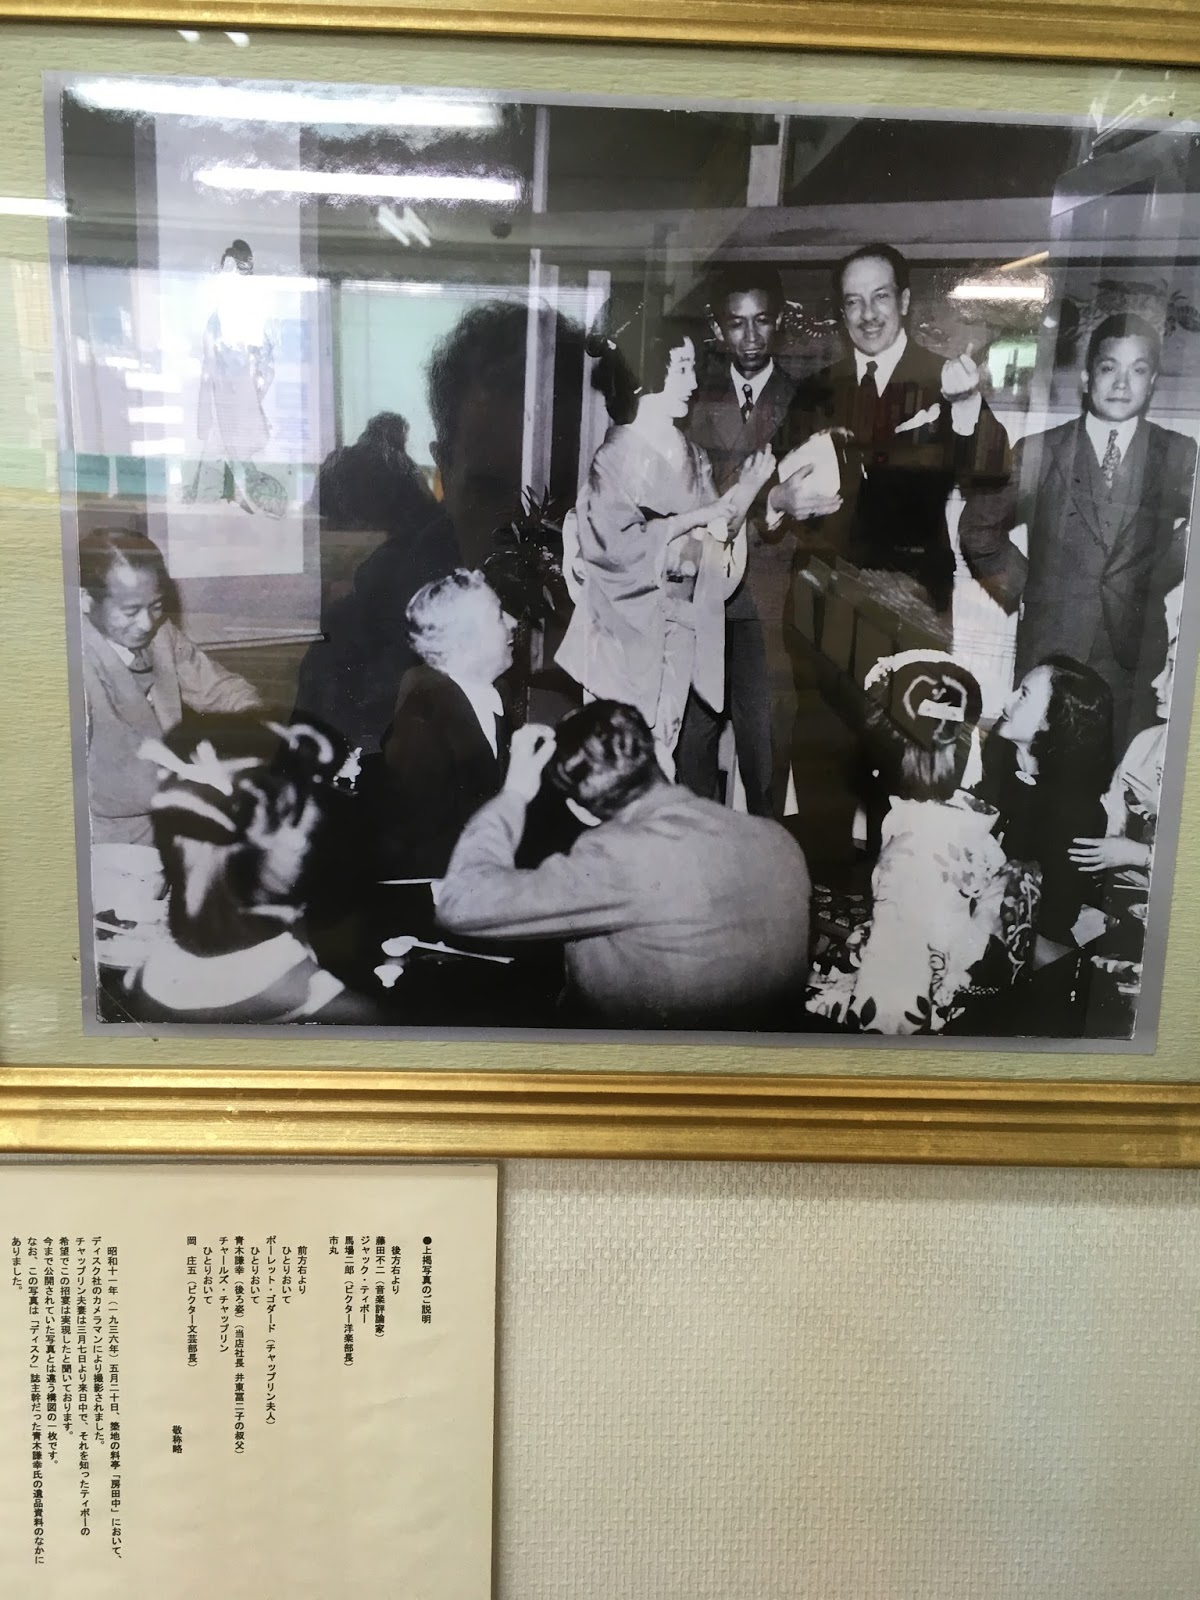 ●上掲写真のご説明
後方右より
藤田不二(音楽評論家)
ジャック・ティボー
馬場二郎(ビクター洋楽部長)
市丸
前方右より
ひとりおいて
ポーレット・ゴダード(チャップリン夫人)
ひとりおいて
青木謙幸(後ろ姿)(当店社長 井東冨二子の叔父)
チャールズ・チャップリン
ひとりおいて
岡 庄五(ビクター文芸部長)
敬称略
昭和十一年(一九三六年)五月二十日、築地の料亭「房田中」において、
ディスク社のカメラマンにより撮影されました。
チャップリン夫妻は三月七日より来日中で、それを知ったティボーの
希望でこの招宴は実現したと聞いております。
今まで公開されていた写真とは違う構図の一枚です。
なお、この写真は「ディスク」誌主幹だった青木謙幸氏の遺品資料のなかに
ありました。